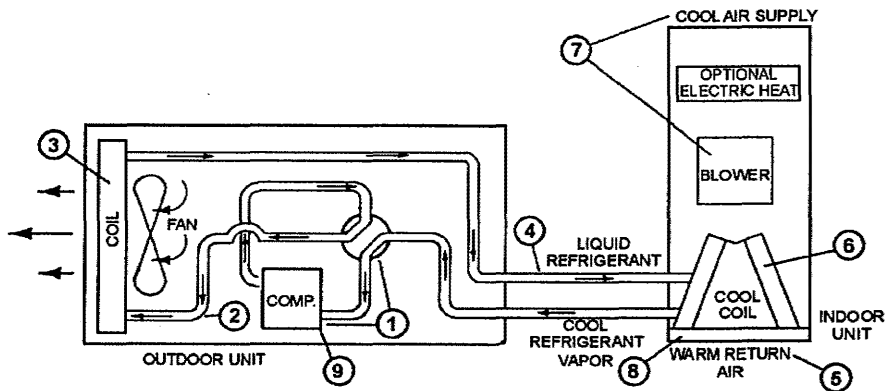 COOL AIR SUPPLY
7
OPTIONAL
ELECTRIC HEAT
3
BLOWER
COIL
FAN
4
LIQUID
REFRIGERANT
6
COMP.
COOL
COIL
2
1
COOL
REFRIGERANT
VAPOR
INDOOR
UNIT
OUTDOOR UNIT
9
8
WARM RETURN
AIR
5